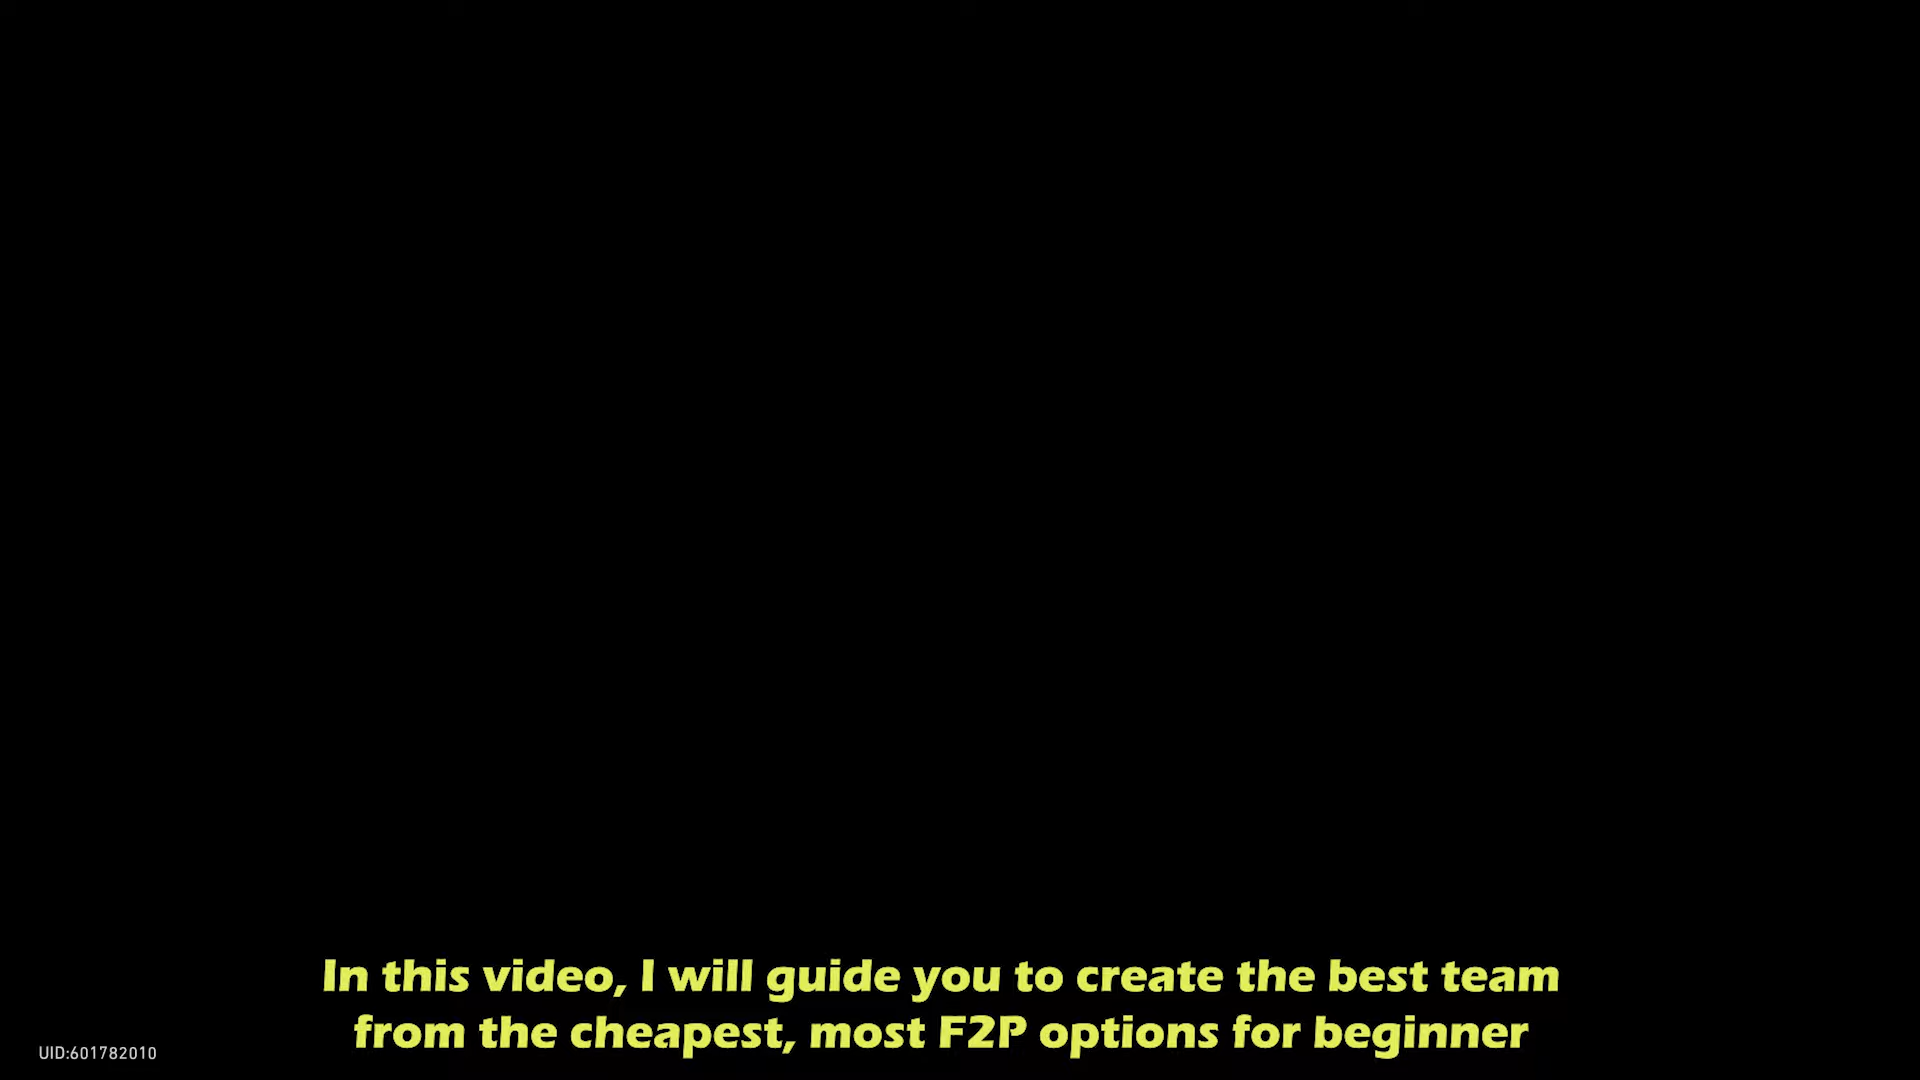 In this video, I will guide you to create the best team
from the cheapest, most F2P options for beginner
UID:601782010